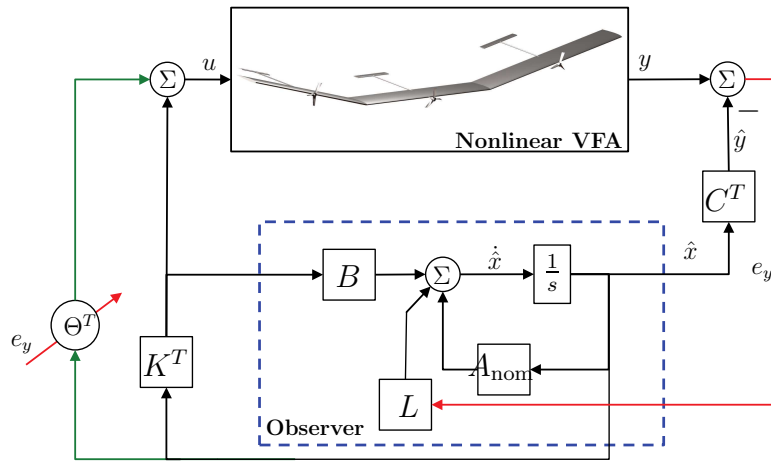 Σ
u
y
Σ
−
Nonlinear VFA
ŷ
C^T
B
Σ
ẋ̂
1/s
x̂
e_y
Θ^T
e_y
K^T
A_nom
L
Observer